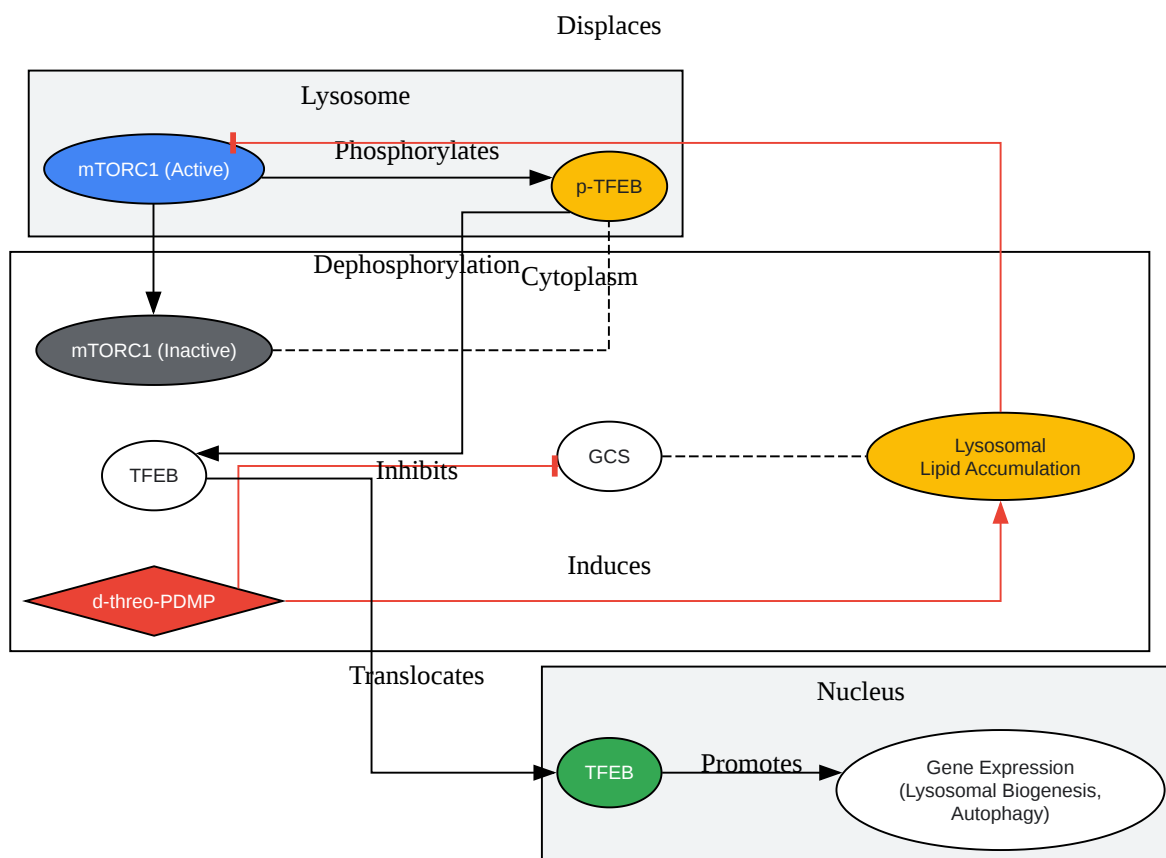 Displaces
Lysosome
Phosphorylates
mTORC1 (Active)
p-TFEB
Dephosphorylation
Cytoplasm
mTORC1 (Inactive)
Lysosomal
Lipid Accumulation
GCS
TFEB
Inhibits
Induces
d-threo-PDMP
Translocates
Nucleus
TFEB
Promotes
Gene Expression
(Lysosomal Biogenesis,
Autophagy)